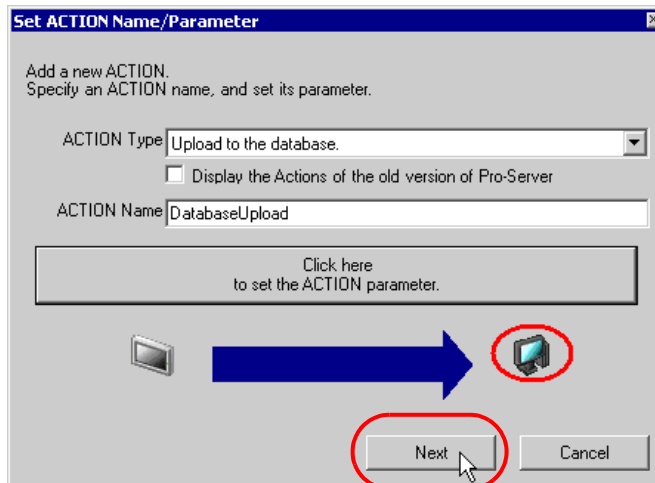 Set ACTION Name/Parameter
Add a new ACTION.
Specify an ACTION name, and set its parameter.
ACTION Type Upload to the database.
Display the Actions of the old version of Pro-Server
ACTION Name DatabaseUpload
Click here
to set the ACTION parameter.
Next Cancel